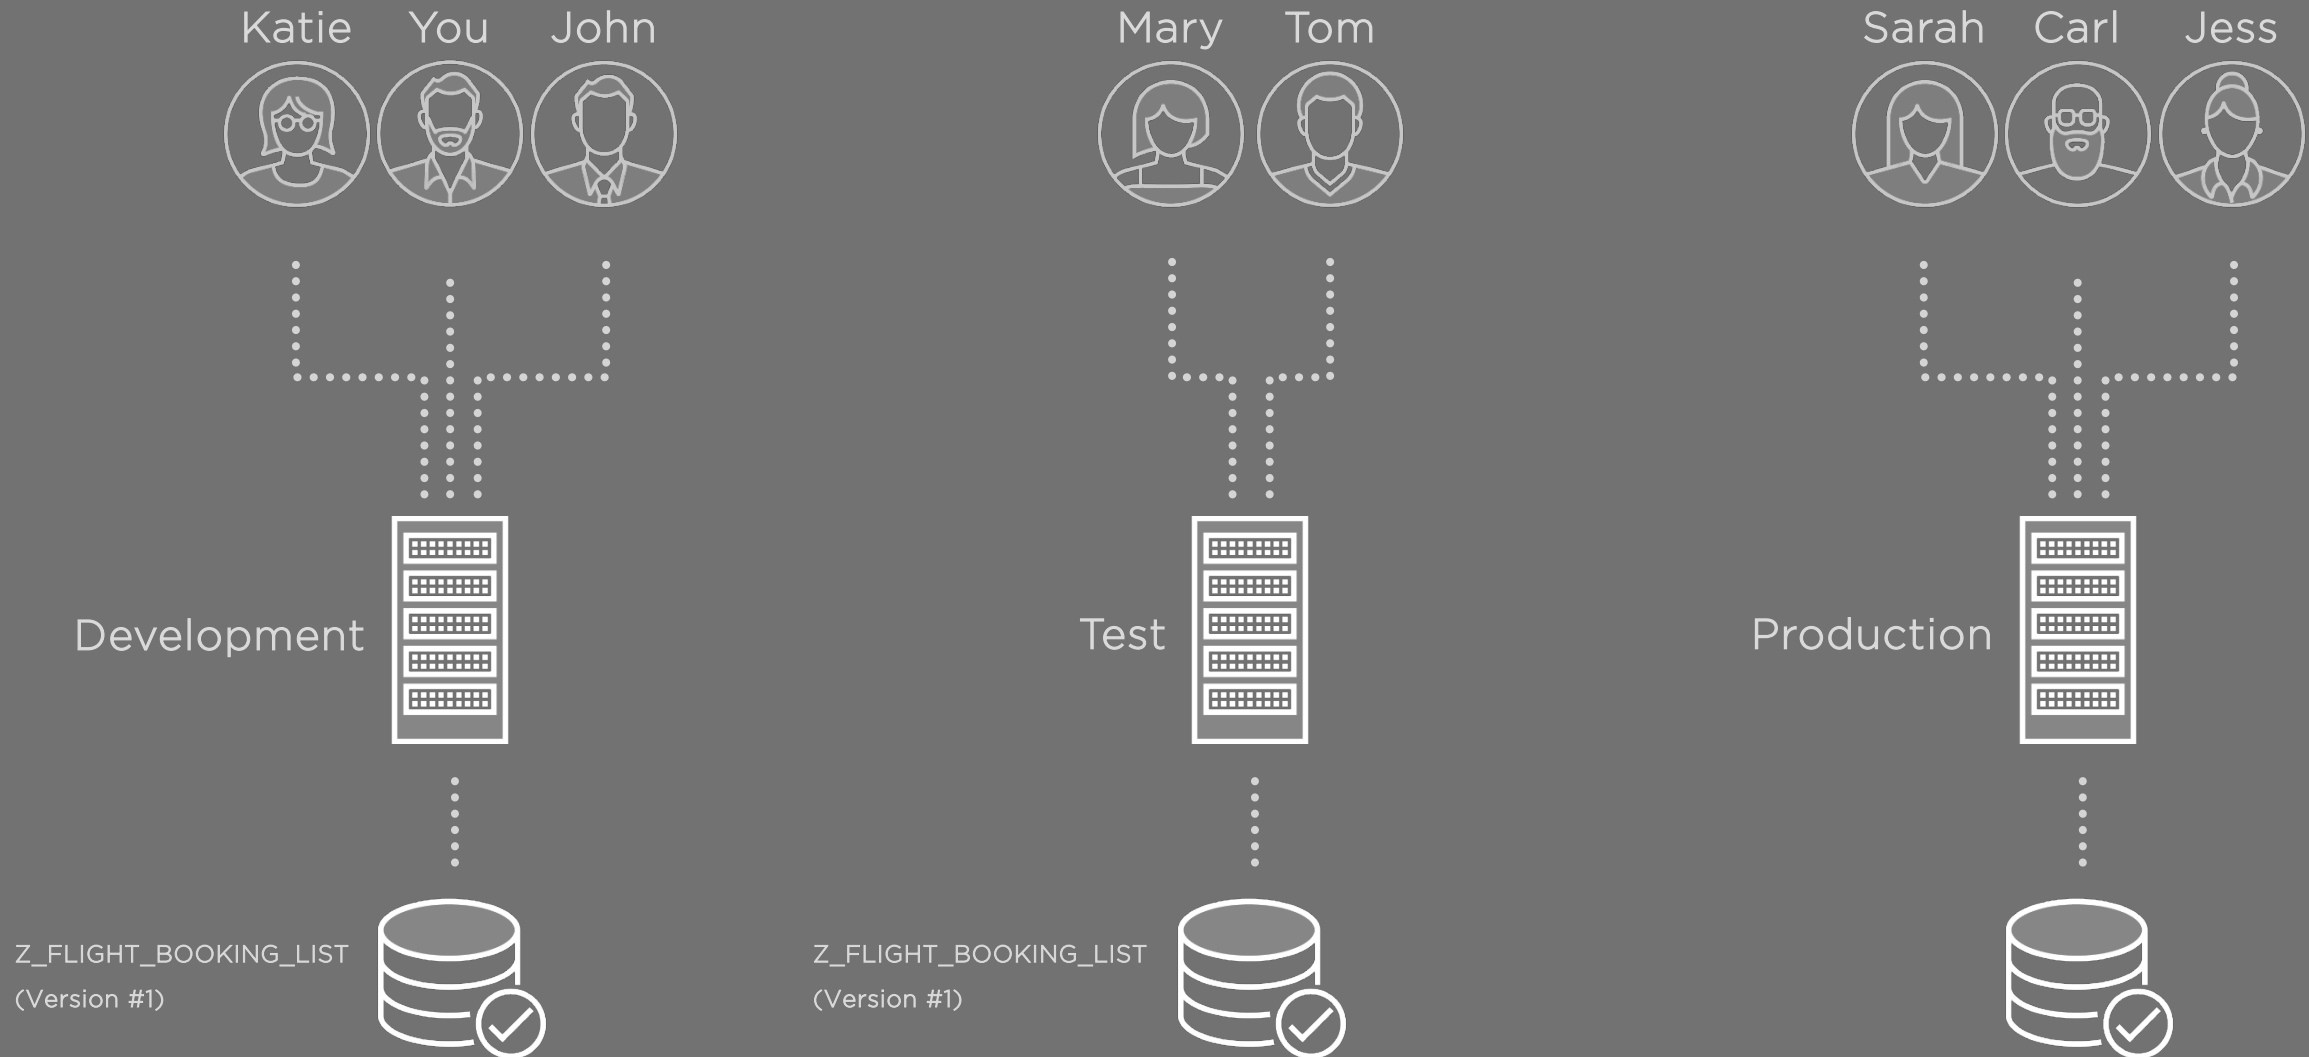 Katie You John
Mary Tom
Sarah Carl Jess
Development
Test
Production
Z_FLIGHT_BOOKING_LIST
(Version #1)
Z_FLIGHT_BOOKING_LIST
(Version #1)